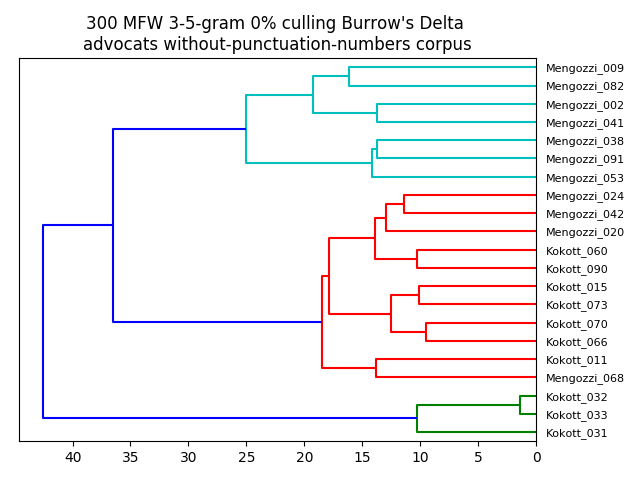 300 MFW 3-5-gram 0% culling Burrow's Delta
advocats without-punctuation-numbers corpus
Mengozzi_009
Mengozzi_082
Mengozzi_002
Mengozzi_041
Mengozzi_038
Mengozzi_091
Mengozzi_053
Mengozzi_024
Mengozzi_042
Mengozzi_020
Kokott_060
Kokott_090
Kokott_015
Kokott_073
Kokott_070
Kokott_066
Kokott_011
Mengozzi_068
Kokott_032
Kokott_033
Kokott_031
40 35 30 25 20 15 10 5 0